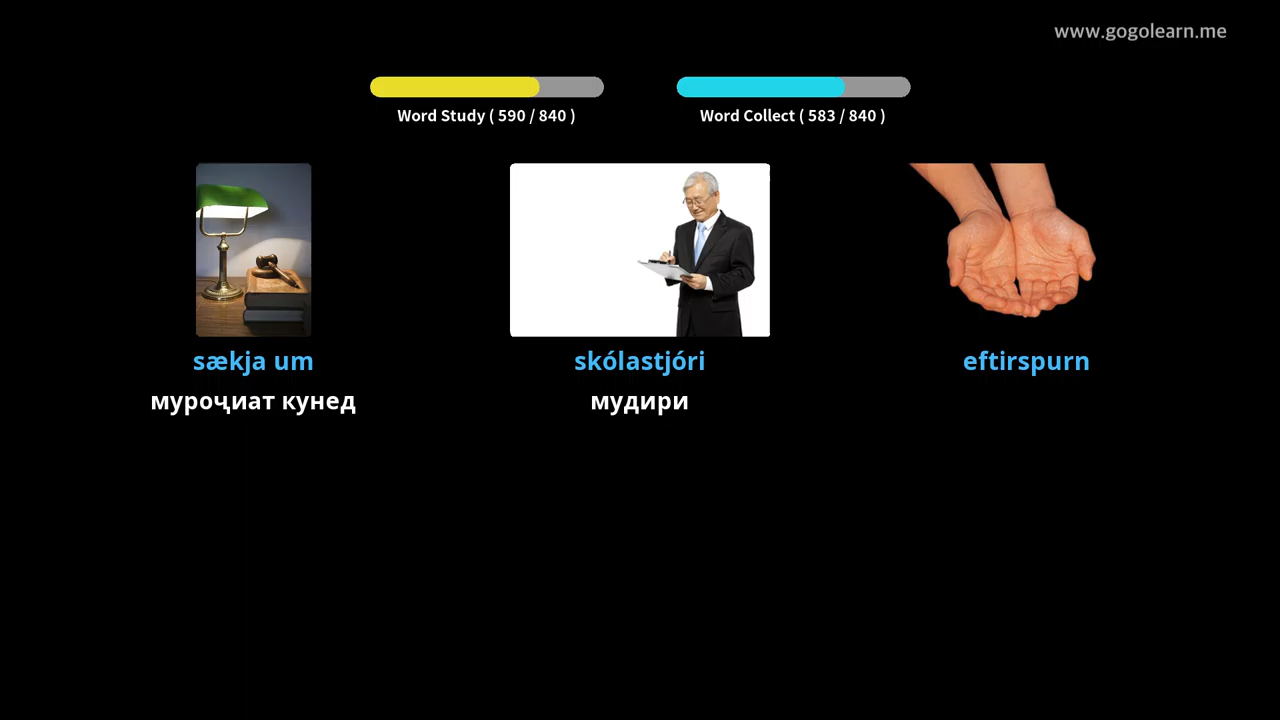 www.gogolearn.me
Word Study ( 590 / 840 )
Word Collect ( 583 / 840 )
sækja um
skólastjóri
eftirspurn
муроҷиат кунед
мудири